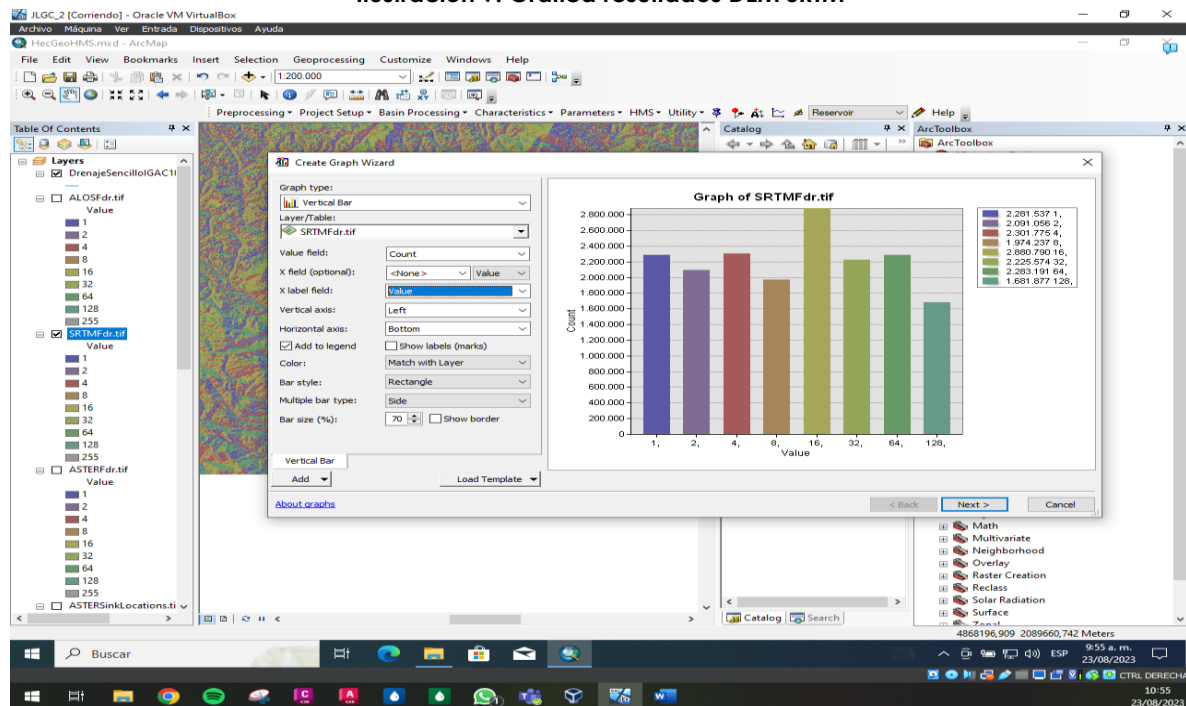 JLGC_2 [Corriendo] - Oracle VM VirtualBox
Archivo Máquina Ver Entrada Dispositivos Ayuda
HecGeoHMS.mxd - ArcMap
File Edit View Bookmarks Insert Selection Geoprocessing Customize Windows Help
1:200.000
Preprocessing Project Setup Basin Processing Characteristics Parameters HMS Utility Reservoir Help
Table Of Contents
Layers
DrenajeSencilloIGAC1
ALOSFdr.tif
Value
1
2
4
8
16
32
64
128
255
SRTMFdr.tif
Value
1
2
4
8
16
32
64
128
255
ASTERFdr.tif
Value
1
2
4
8
16
32
64
128
255
ASTERSinkLocations.ti
Create Graph Wizard
Graph type:
Vertical Bar
Layer/Table:
SRTMFdr.tif
Value field: Count
X field (optional): <None> Value
X label field: Value
Vertical axis: Left
Horizontal axis: Bottom
Add to legend Show labels (marks)
Color: Match with Layer
Bar style: Rectangle
Multiple bar type: Side
Bar size (%): 70 Show border
Vertical Bar
Add Load Template
About graphs
Graph of SRTMFdr.tif
2.800.000
2.600.000
2.400.000
2.200.000
2.000.000
1.800.000
1.600.000
1.400.000
1.200.000
1.000.000
800.000
600.000
400.000
200.000
0
Count
1, 2, 4, 8, 16, 32, 64, 128,
Value
2.281.537 1,
2.091.056 2,
2.301.775 4,
1.974.237 8,
2.880.790 16,
2.225.574 32,
2.283.191 64,
1.681.877 128,
< Back Next > Cancel
Catalog
ArcToolbox
ArcToolbox
Math
Multivariate
Neighborhood
Overlay
Raster Creation
Reclass
Solar Radiation
Surface
Zonal
Catalog Search
4868196,909 2089660,742 Meters
Buscar
ESP
9:55 a. m.
23/08/2023
CTRL DERECHA
10:55
23/08/2023